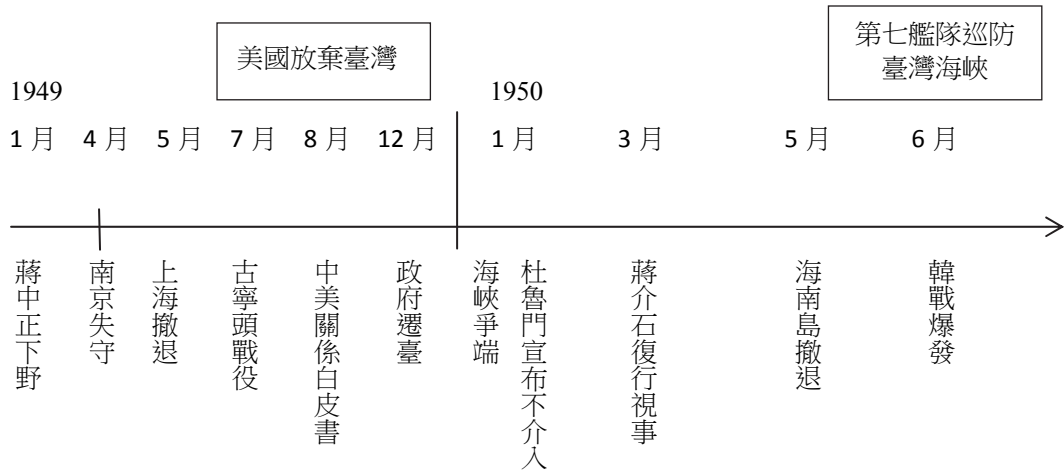 美國放棄臺灣
第七艦隊巡防
臺灣海峽
1949
1950
1 月
4 月
5 月
7 月
8 月
12 月
1 月
3 月
5 月
6 月
蔣中正下野
南京失守
上海撤退
古寧頭戰役
中美關係白皮書
政府遷臺
海峽爭端
杜魯門宣布不介入
蔣介石復行視事
海南島撤退
韓戰爆發